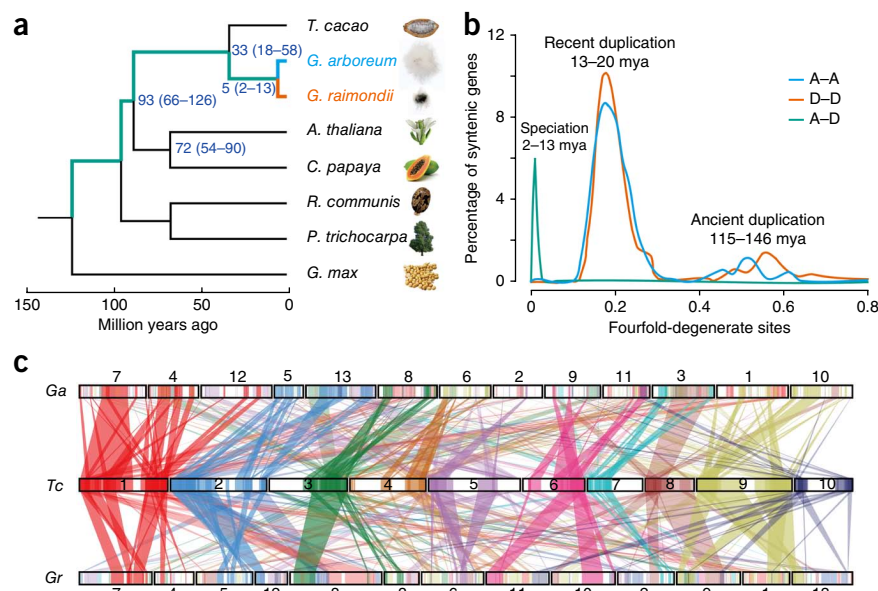 a
T. cacao
33 (18–58)
G. arboreum
5 (2–13)
G. raimondii
93 (66–126)
A. thaliana
72 (54–90)
C. papaya
R. communis
P. trichocarpa
G. max
150 100 50 0
Million years ago
b
12
8
4
0
Percentage of syntenic genes
Recent duplication
13–20 mya
Speciation
2–13 mya
A–A
D–D
A–D
Ancient duplication
115–146 mya
0 0.2 0.4 0.6 0.8
Fourfold-degenerate sites
c
7 4 12 5 13 8 6 2 9 11 3 1 10
Ga
Tc 1 2 3 4 5 6 7 8 9 10
Gr